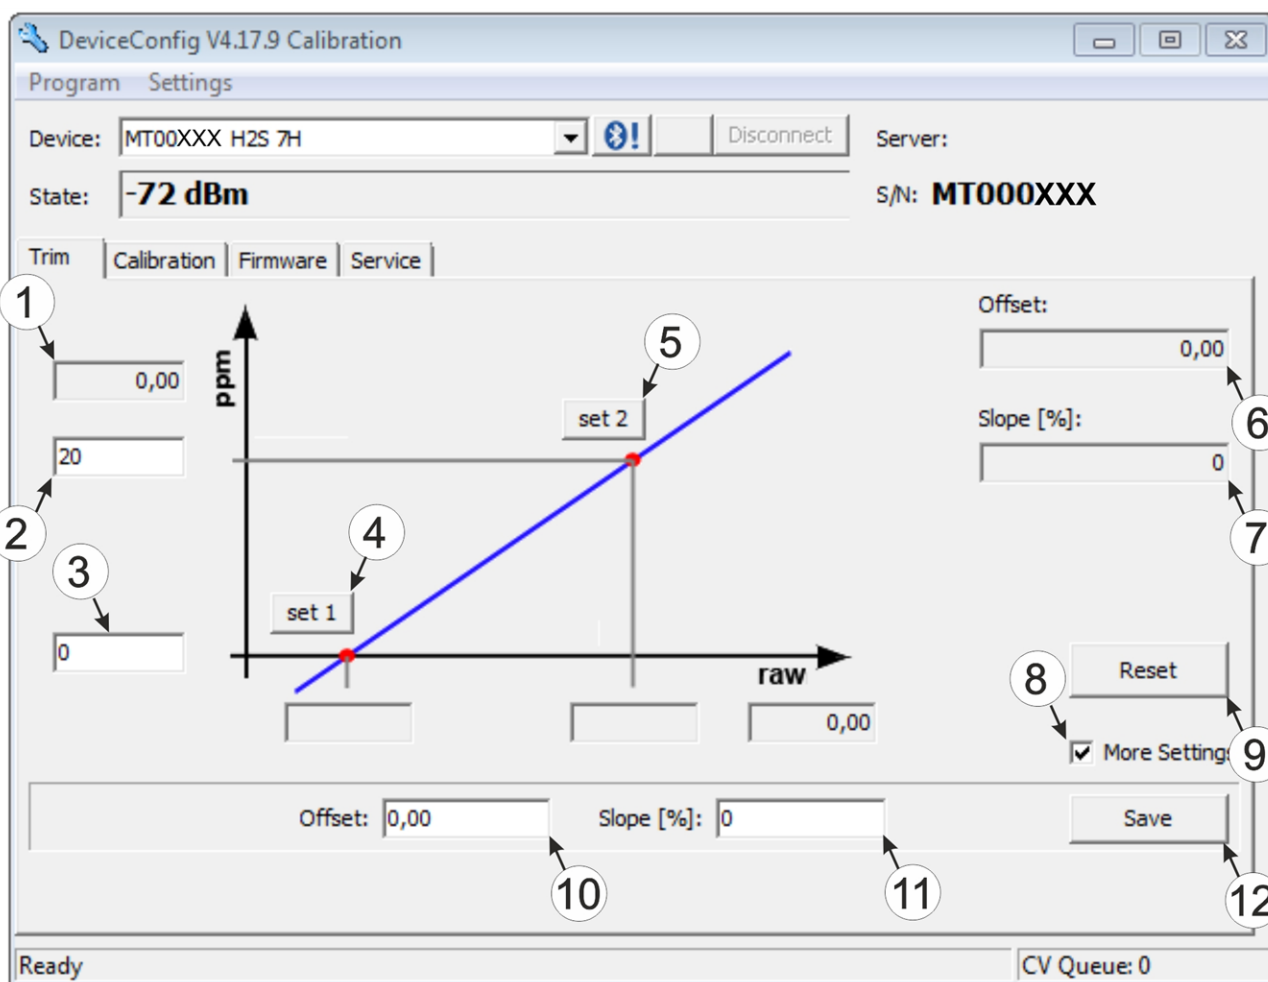 DeviceConfig V4.17.9 Calibration
Program Settings
Device: MT00XXX H2S 7H Disconnect Server:
State: -72 dBm S/N: MT000XXX
Trim Calibration Firmware Service
1
Offset:
5
0,00 ppm 0,00
set 2 Slope [%]: 6
20 0
2 4 7
3
set 1
0
raw Reset
8
0,00
More Setting 9
Offset: 0,00 Slope [%]: 0 Save
10 11 12
Ready CV Queue: 0